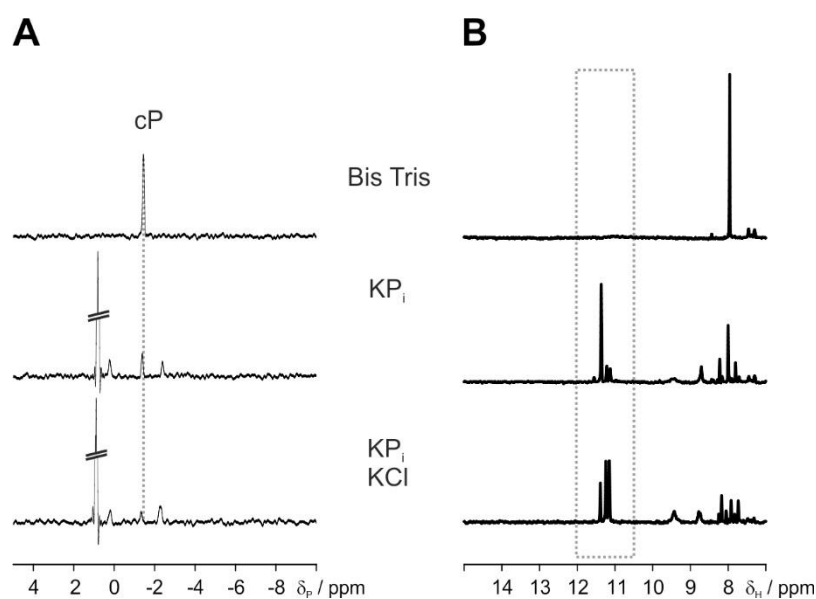 A
B
cP
Bis Tris
KPᵢ
KPᵢ
KCl
4 2 0 -2 -4 -6 -8 δₚ / ppm
14 13 12 11 10 9 8 δ_H / ppm